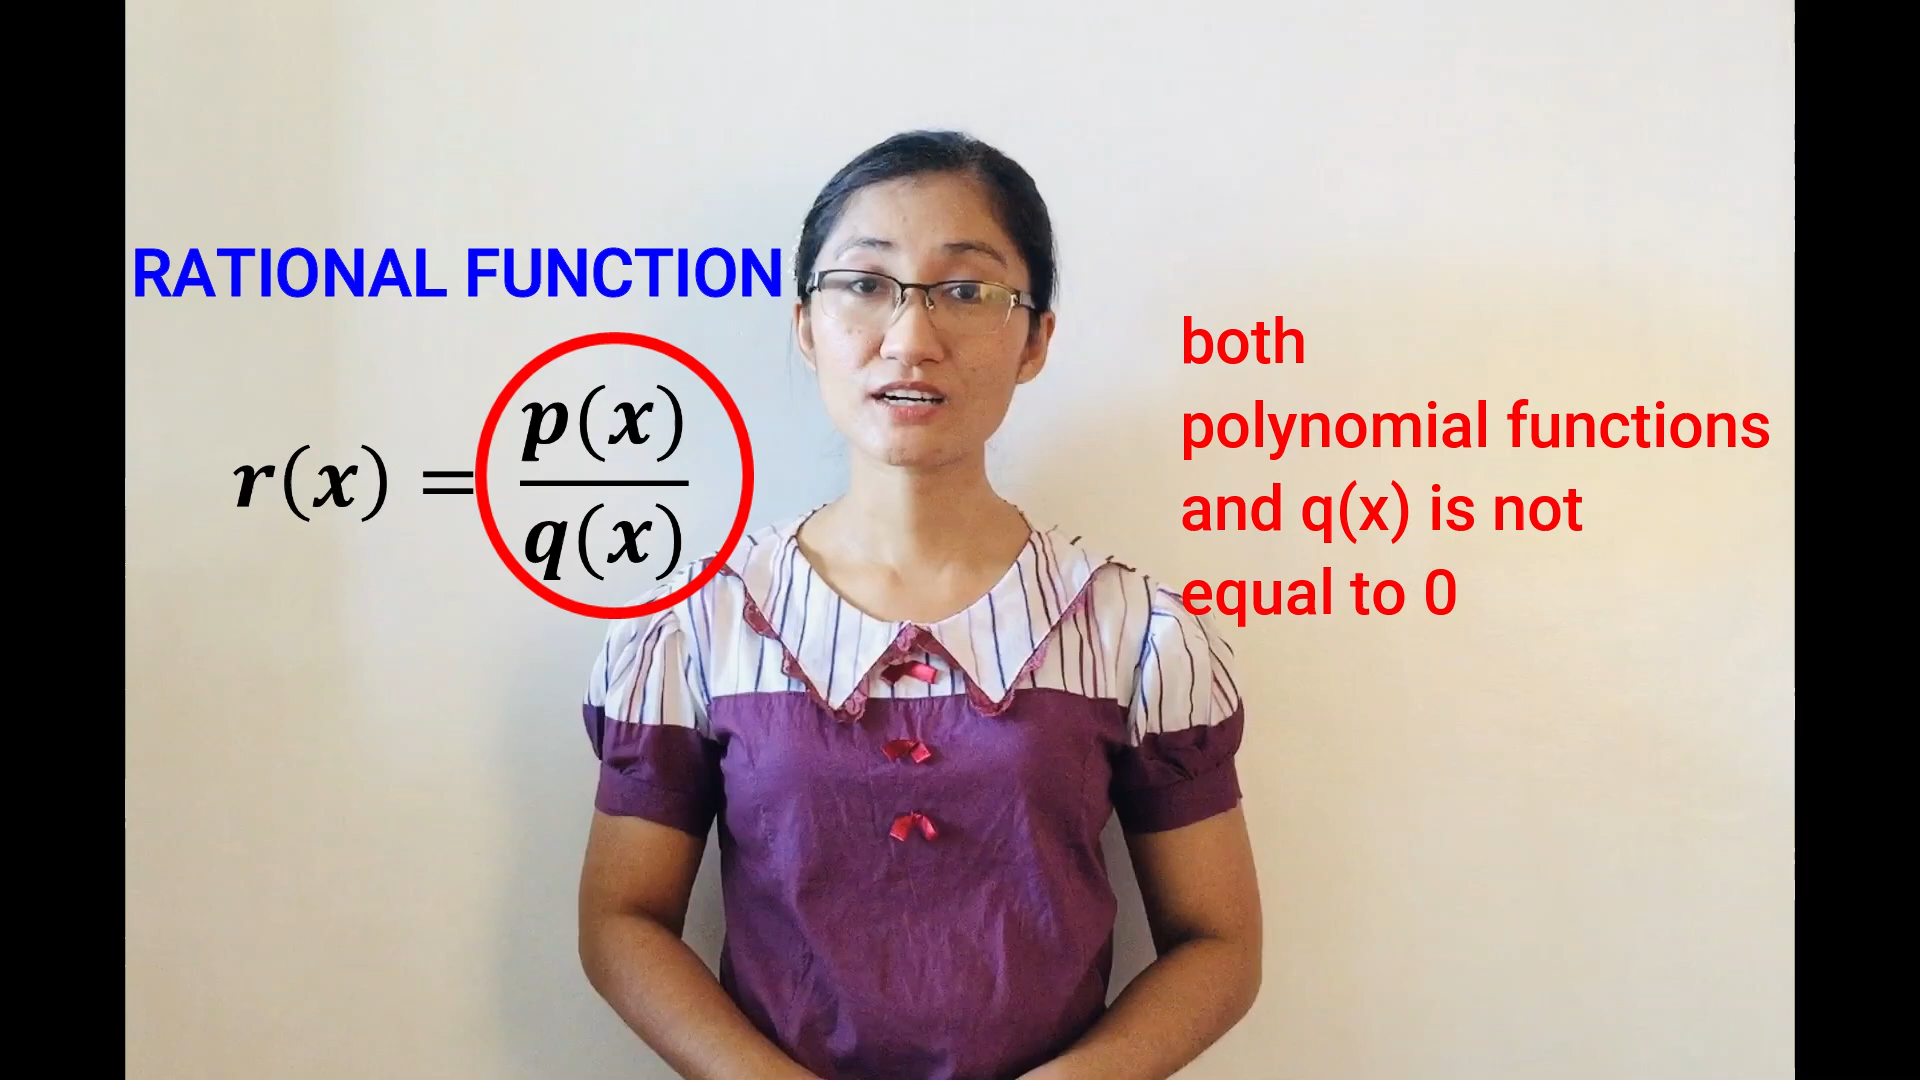 RATIONAL FUNCTION
r(x) = p(x)/q(x)
both
polynomial functions
and q(x) is not
equal to 0